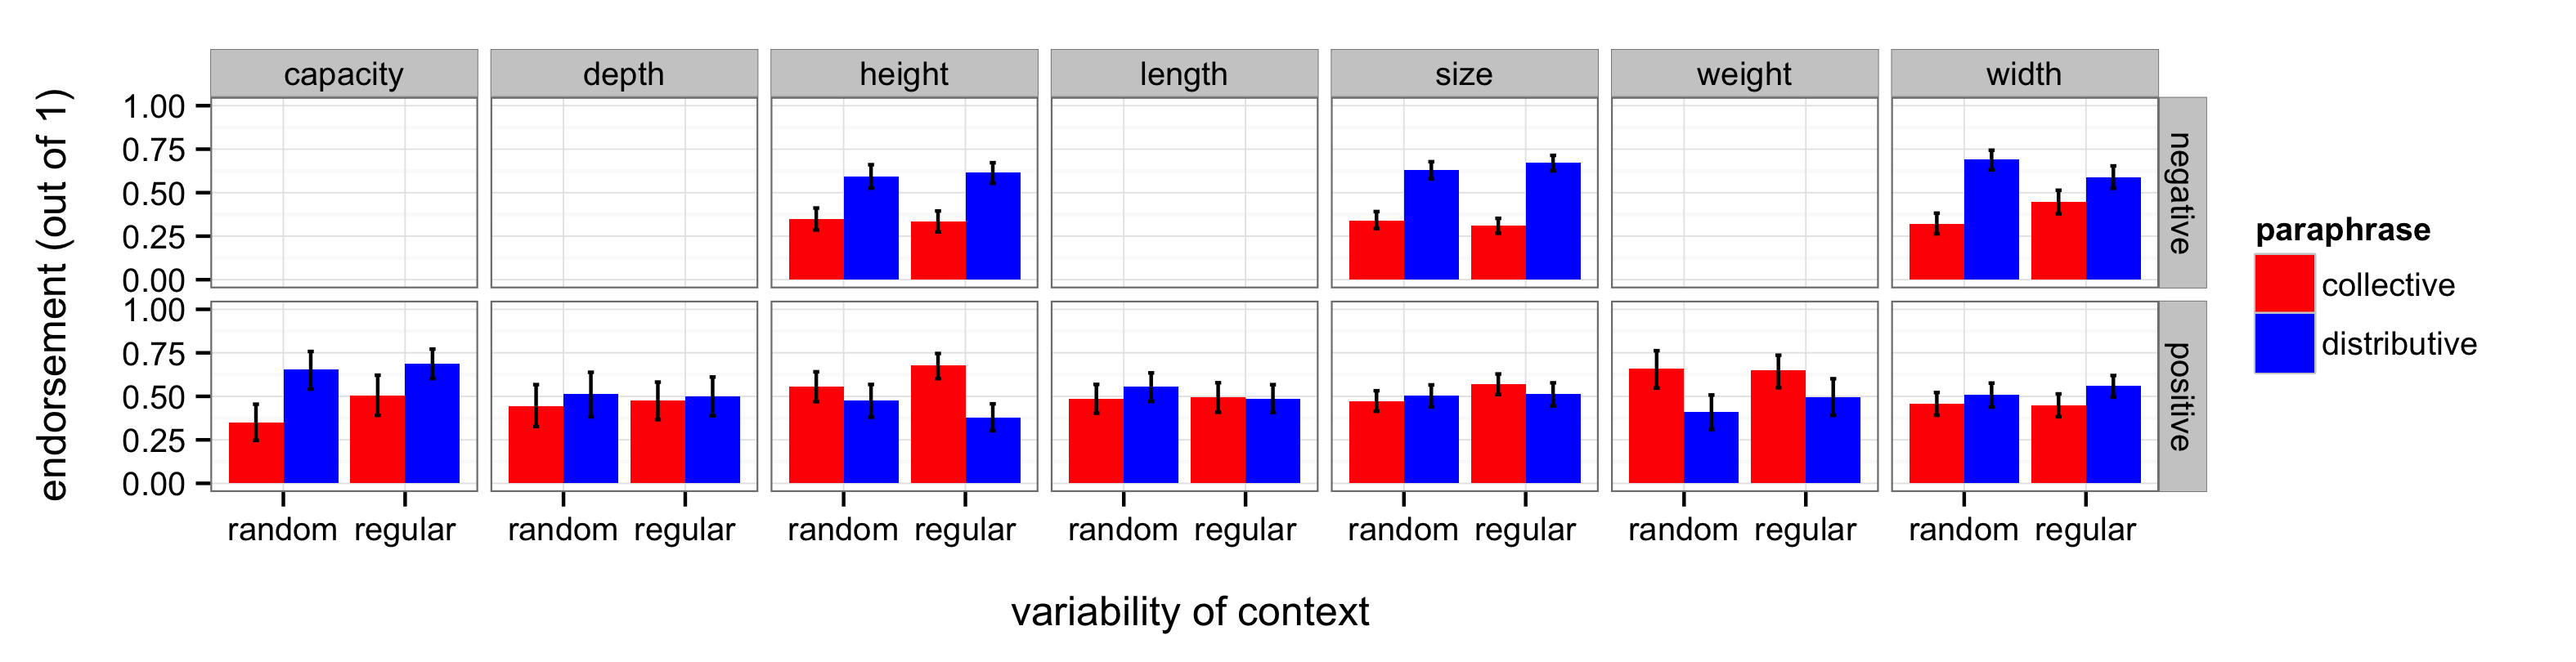 capacity depth height length size weight width
endorsement (out of 1)
1.00
0.75
0.50
0.25
0.00
negative
1.00
0.75
0.50
0.25
0.00
positive
random regular random regular random regular random regular random regular random regular random regular
variability of context
paraphrase
collective
distributive